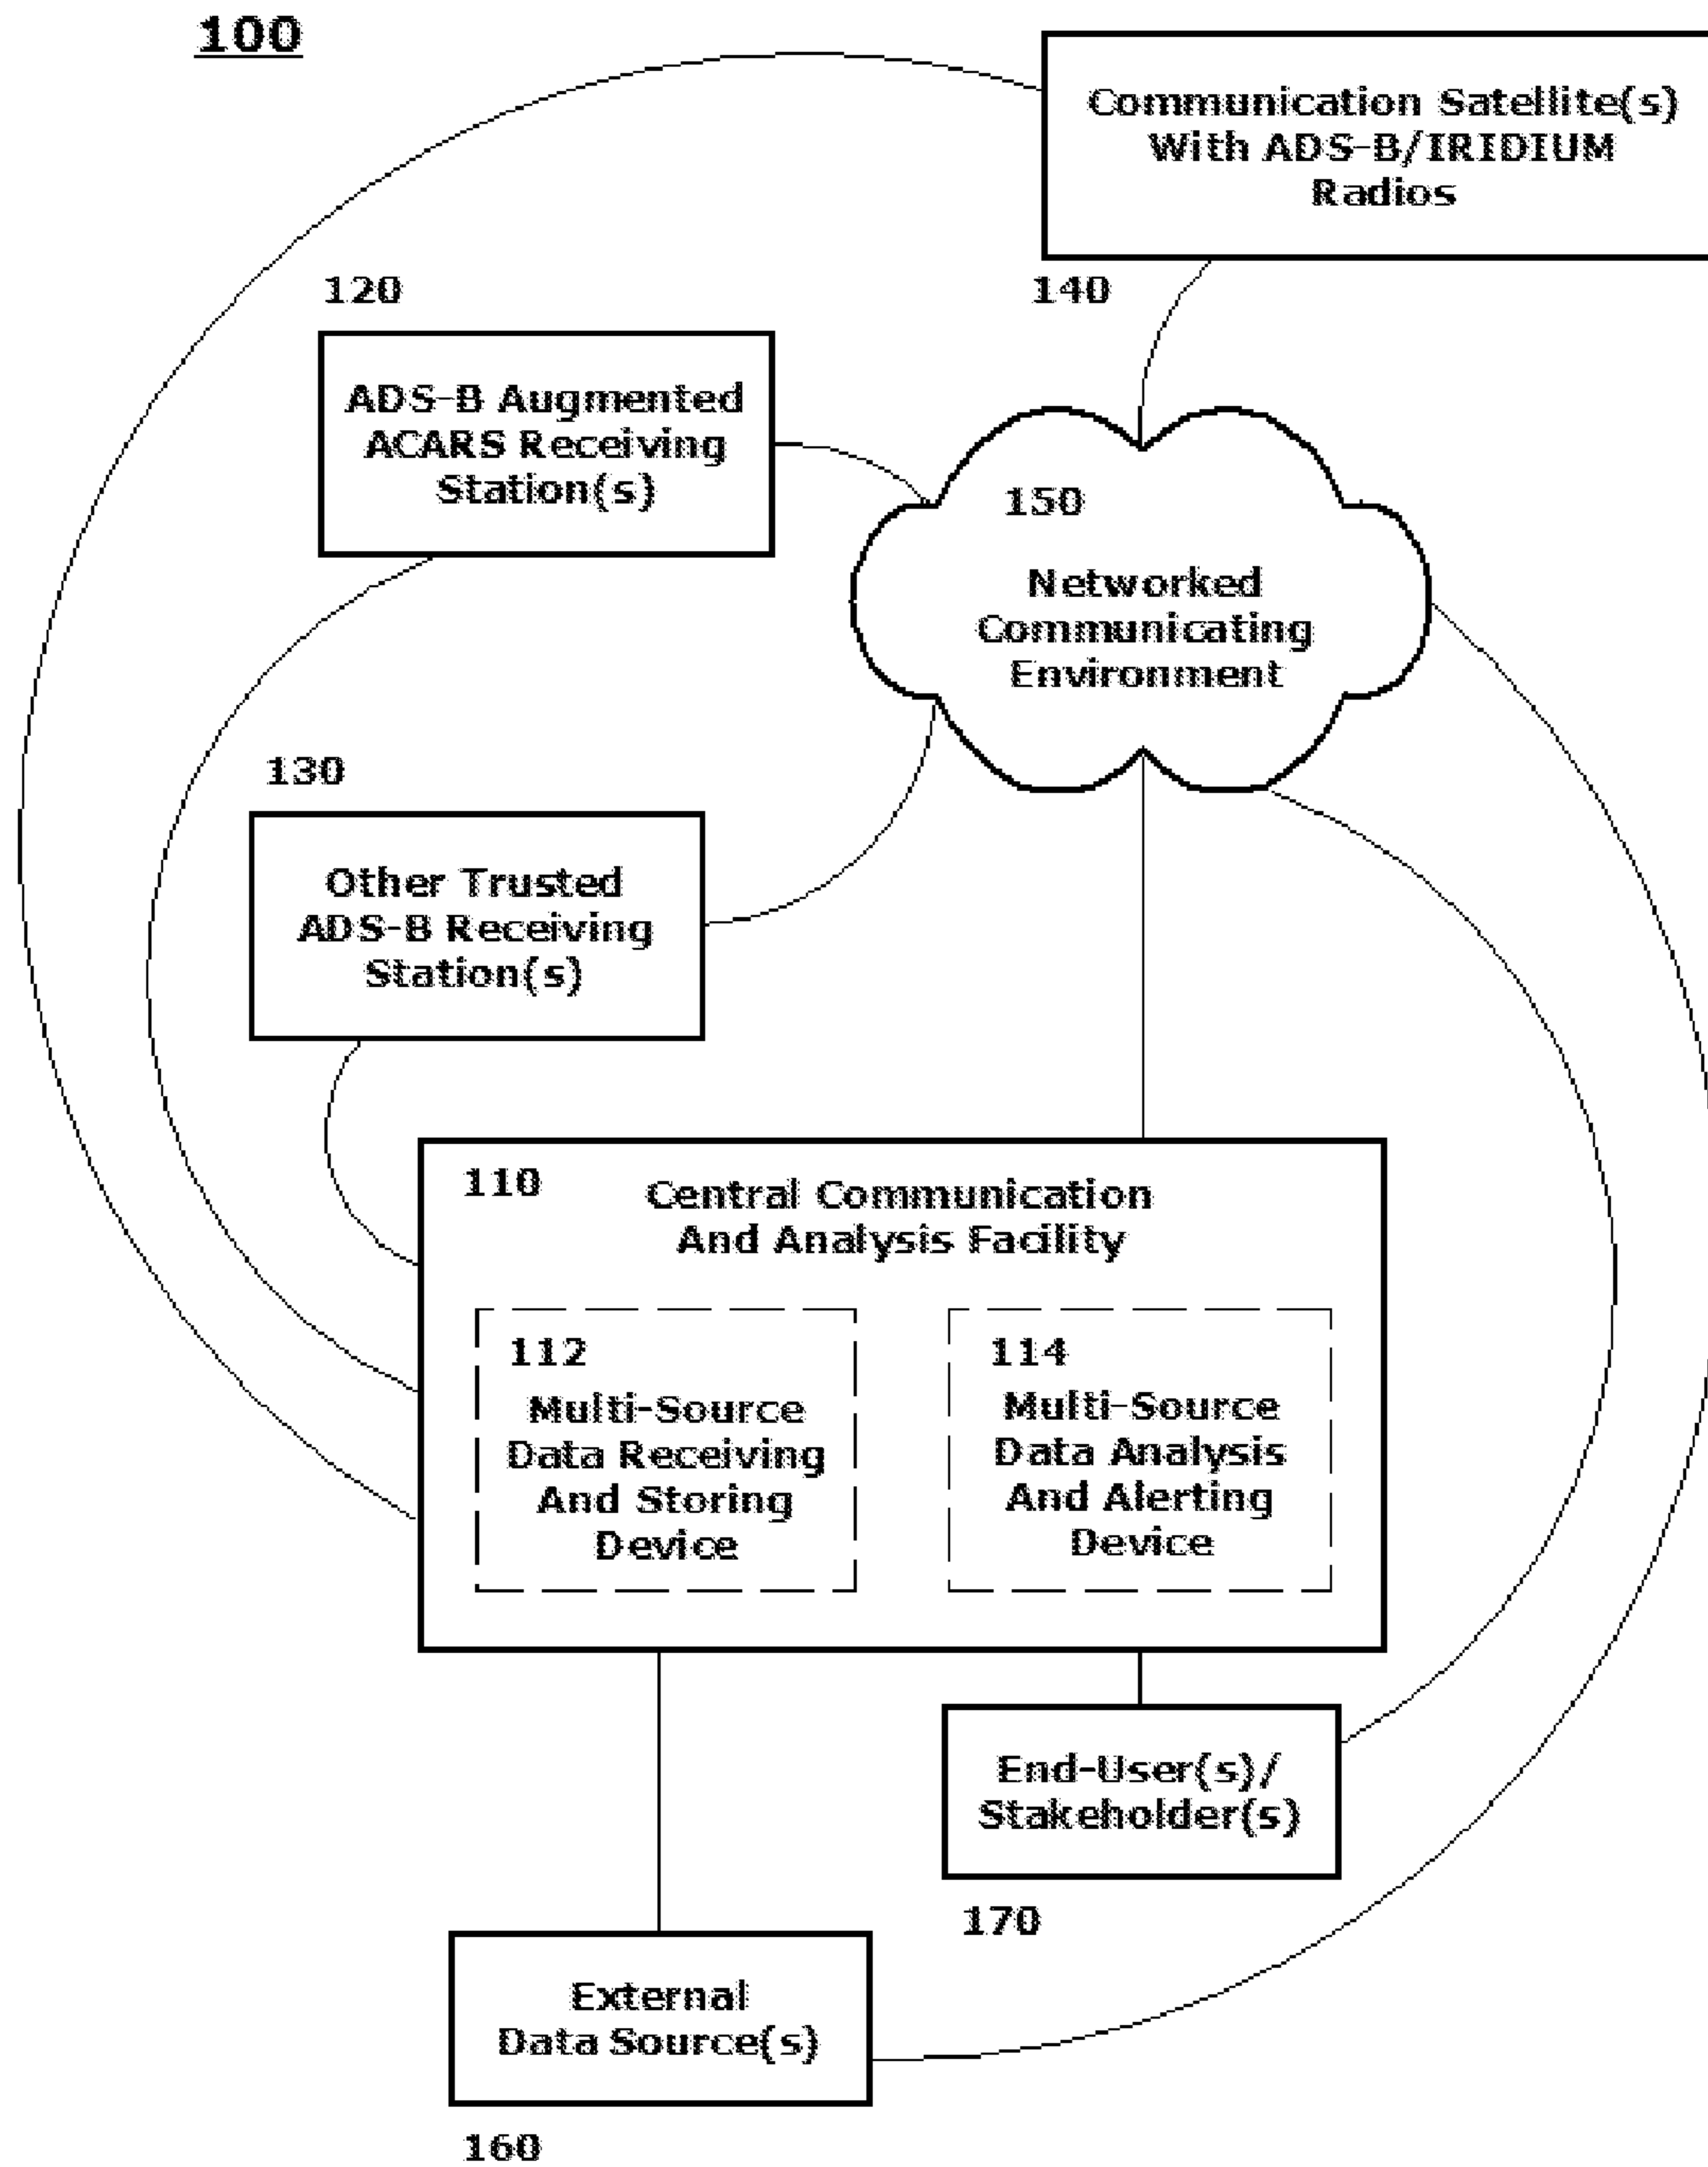 100
Communication Satellite(s)
With ADS-B/IRIDIUM
Radios
140
120
ADS-B Augmented
ACARS Receiving
Station(s)
150
Networked
Communicating
Environment
130
Other Trusted
ADS-B Receiving
Station(s)
110
Central Communication
And Analysis Facility
112
Multi-Source
Data Receiving
And Storing
Device
114
Multi-Source
Data Analysis
And Alerting
Device
End-User(s)/
Stakeholder(s)
170
External
Data Source(s)
160